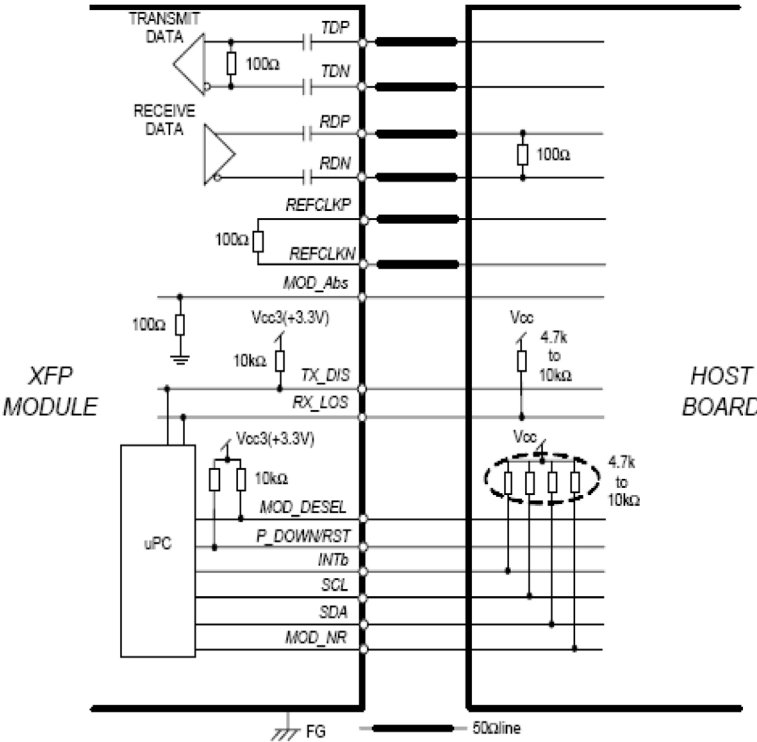 TRANSMIT
DATA
TDP
100Ω
TDN
RECEIVE
DATA
RDP
100Ω
RDN
REFCLKP
100Ω
REFCLKN
MOD_Abs
100Ω
Vcc3(+3.3V)
10kΩ
Vcc
4.7k
to
10kΩ
TX_DIS
RX_LOS
XFP
MODULE
HOST
BOARD
Vcc3(+3.3V)
10kΩ
Vcc
4.7k
to
10kΩ
MOD_DESEL
uPC
P_DOWN/RST
INTb
SCL
SDA
MOD_NR
FG
50Ωline